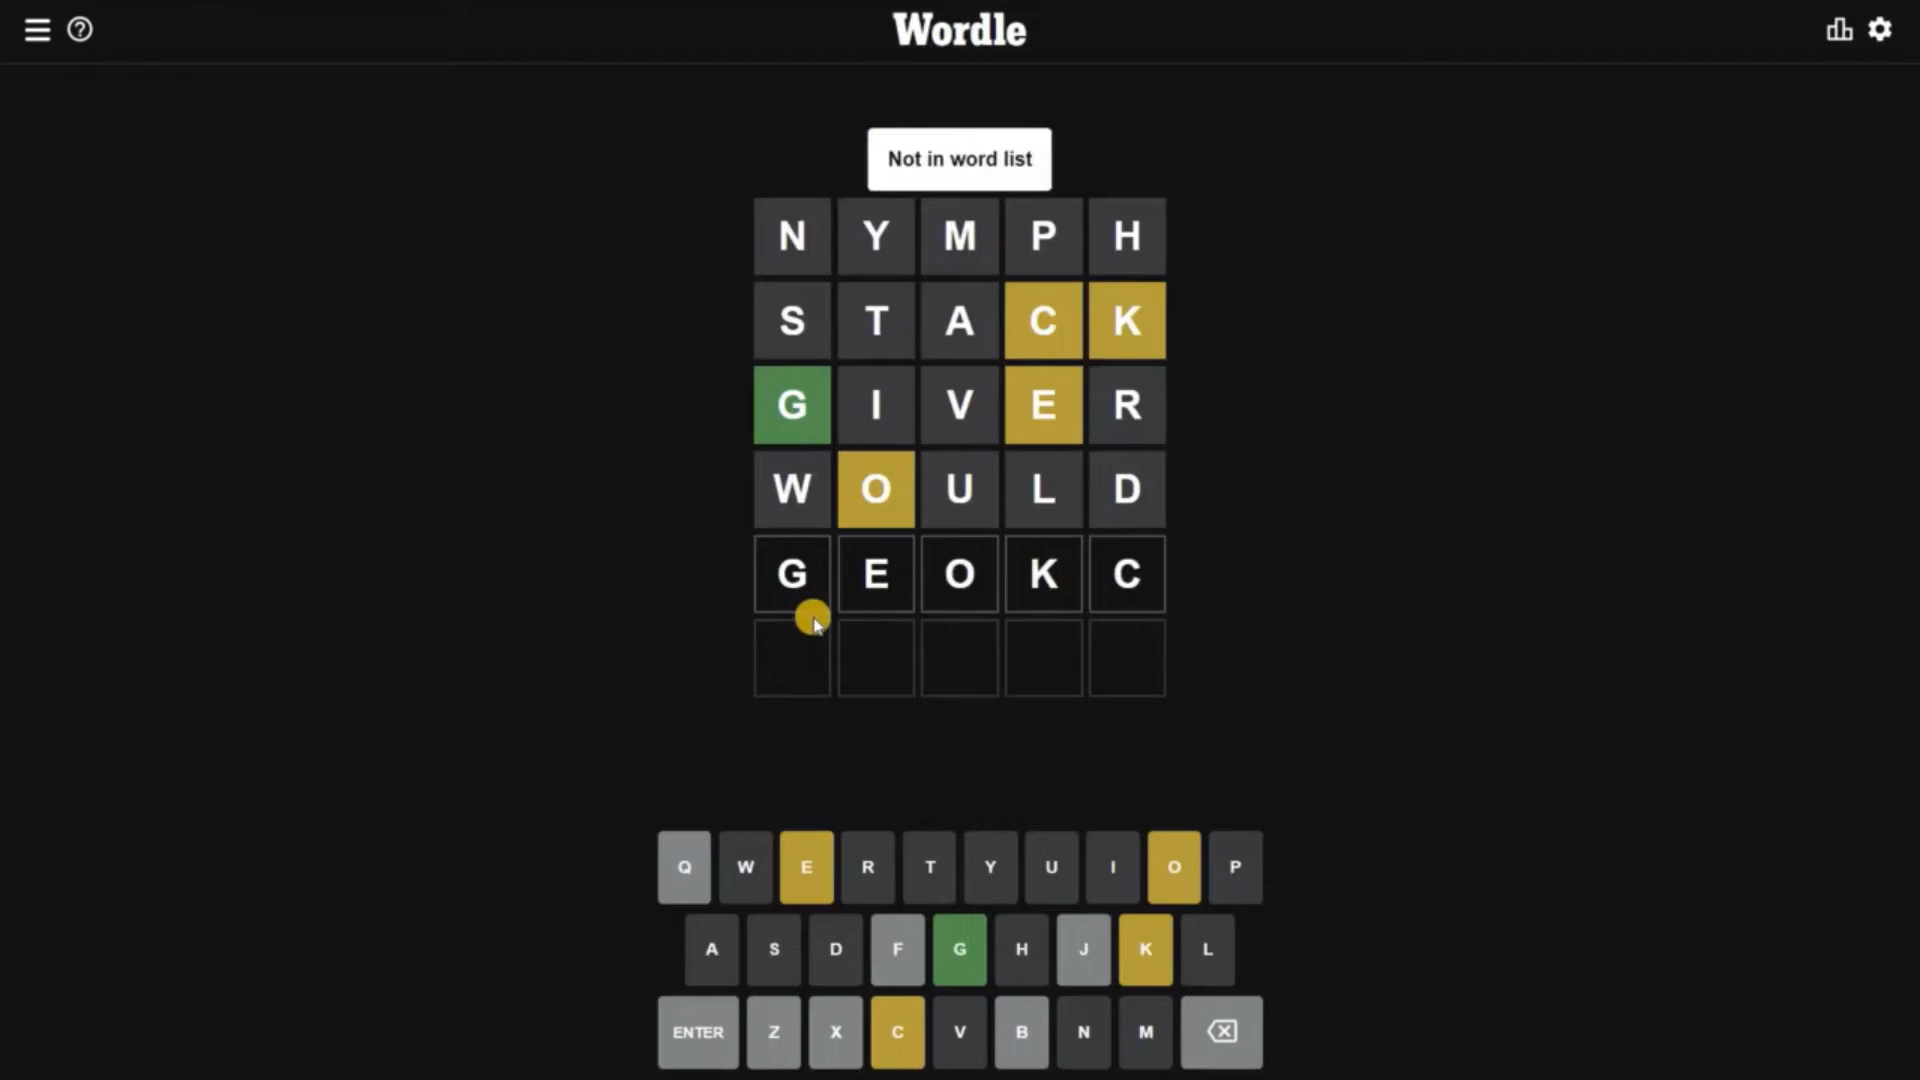 Wordle
Not in word list
N Y M P H
S T A C K
G I V E R
W O U L D
G E O K C
Q W E R T Y U I O P
A S D F G H J K L
ENTER Z X C V B N M